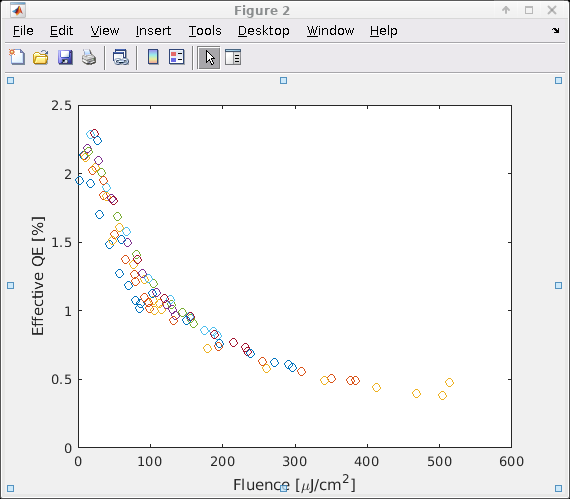 Figure 2
File Edit View Insert Tools Desktop Window Help
2.5
2
1.5
1
0.5
0
0 100 200 300 400 500 600
Effective QE [%]
Fluence [μJ/cm²]